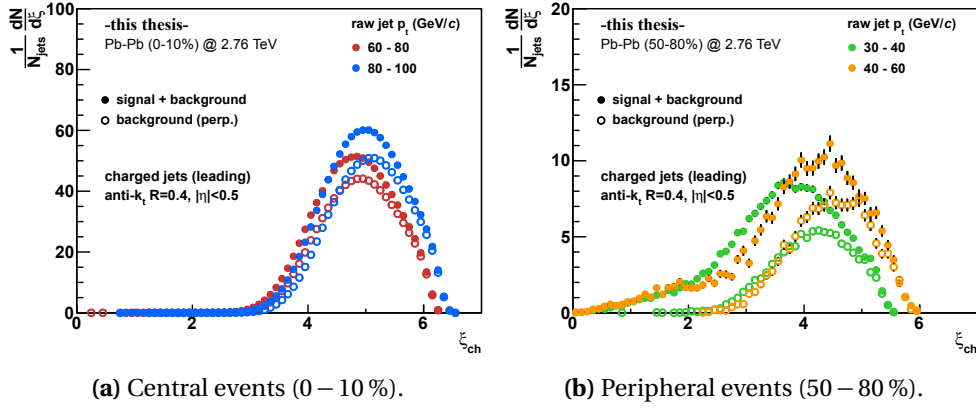 1/N_jets dN/dξ
100
80
60
40
20
0
-this thesis-
Pb-Pb (0-10%) @ 2.76 TeV
raw jet p_t (GeV/c)
60 - 80
80 - 100
signal + background
background (perp.)
charged jets (leading)
anti-k_t R=0.4, |η|<0.5
0 2 4 6
ξ_ch
(a) Central events (0 – 10 %).
1/N_jets dN/dξ
20
15
10
5
0
-this thesis-
Pb-Pb (50-80%) @ 2.76 TeV
raw jet p_t (GeV/c)
30 - 40
40 - 60
signal + background
background (perp.)
charged jets (leading)
anti-k_t R=0.4, |η|<0.5
0 2 4 6
ξ_ch
(b) Peripheral events (50 – 80 %).